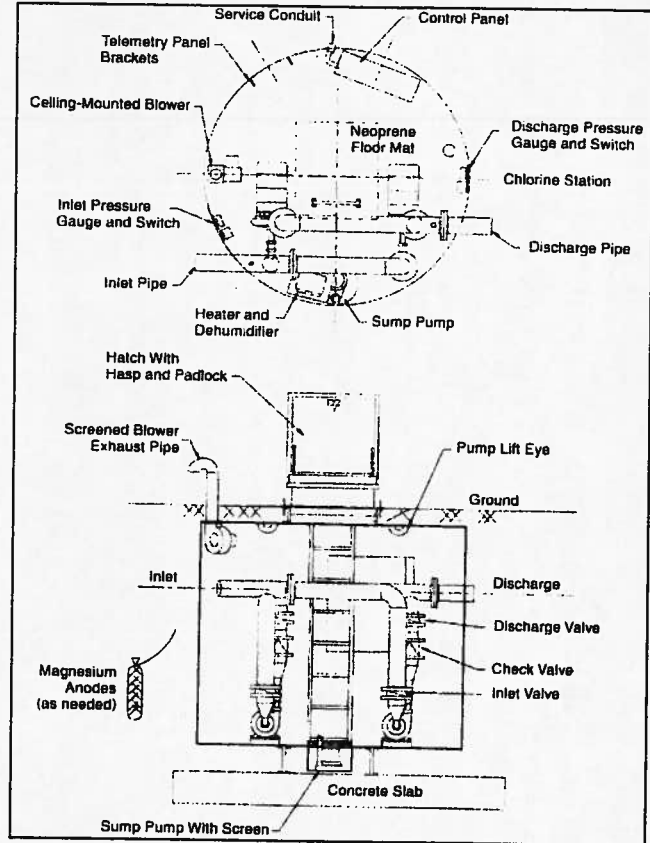 Service Conduit
Control Panel
Telemetry Panel
Brackets
Ceiling-Mounted Blower
Neoprene
Floor Mat
Discharge Pressure
Gauge and Switch
Chlorine Station
Inlet Pressure
Gauge and Switch
Discharge Pipe
Inlet Pipe
Heater and
Dehumidifier
Sump Pump
Hatch With
Hasp and Padlock
Screened Blower
Exhaust Pipe
Pump Lift Eye
Ground
Inlet
Discharge
Discharge Valve
Check Valve
Magnesium
Anodes
(as needed)
Inlet Valve
Concrete Slab
Sump Pump With Screen